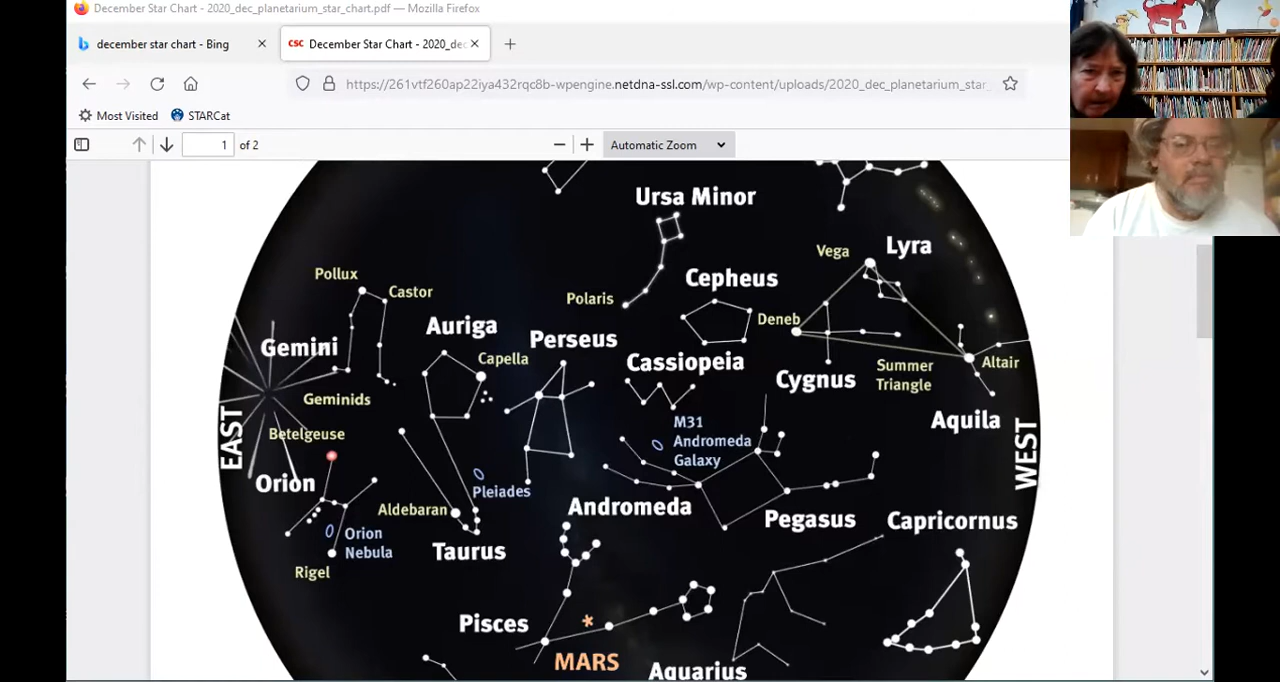 December Star Chart - 2020_dec_planetarium_star_chart.pdf — Mozilla Firefox
december star chart - Bing
CSC December Star Chart - 2020_dec
https://261vtf260ap22iya432rqc8b-wpengine.netdna-ssl.com/wp-content/uploads/2020_dec_planetarium_star_
Most Visited
STARCat
1 of 2
Automatic Zoom
Ursa Minor
Vega
Lyra
Pollux
Cepheus
Castor
Polaris
Deneb
Auriga
Perseus
Gemini
Capella
Cassiopeia
Altair
Summer
Triangle
Cygnus
Geminids
Aquila
M31
Andromeda
Galaxy
EAST
Betelgeuse
WEST
Orion
Pleiades
Aldebaran
Andromeda
Pegasus
Capricornus
Orion
Nebula
Taurus
Rigel
Pisces
MARS
Aquarius